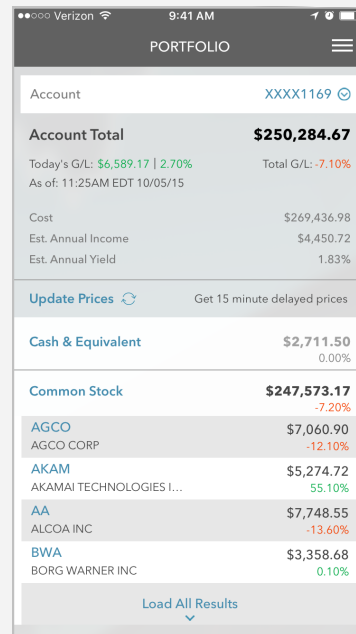 Verizon 9:41 AM
PORTFOLIO
Account XXXX1169
Account Total $250,284.67
Today's G/L: $6,589.17 | 2.70% Total G/L: -7.10%
As of: 11:25AM EDT 10/05/15
Cost $269,436.98
Est. Annual Income $4,450.72
Est. Annual Yield 1.83%
Update Prices Get 15 minute delayed prices
Cash & Equivalent $2,711.50
0.00%
Common Stock $247,573.17
-7.20%
AGCO $7,060.90
AGCO CORP -12.10%
AKAM $5,274.72
AKAMAI TECHNOLOGIES I... 55.10%
AA $7,748.55
ALCOA INC -13.60%
BWA $3,358.68
BORG WARNER INC 0.10%
Load All Results